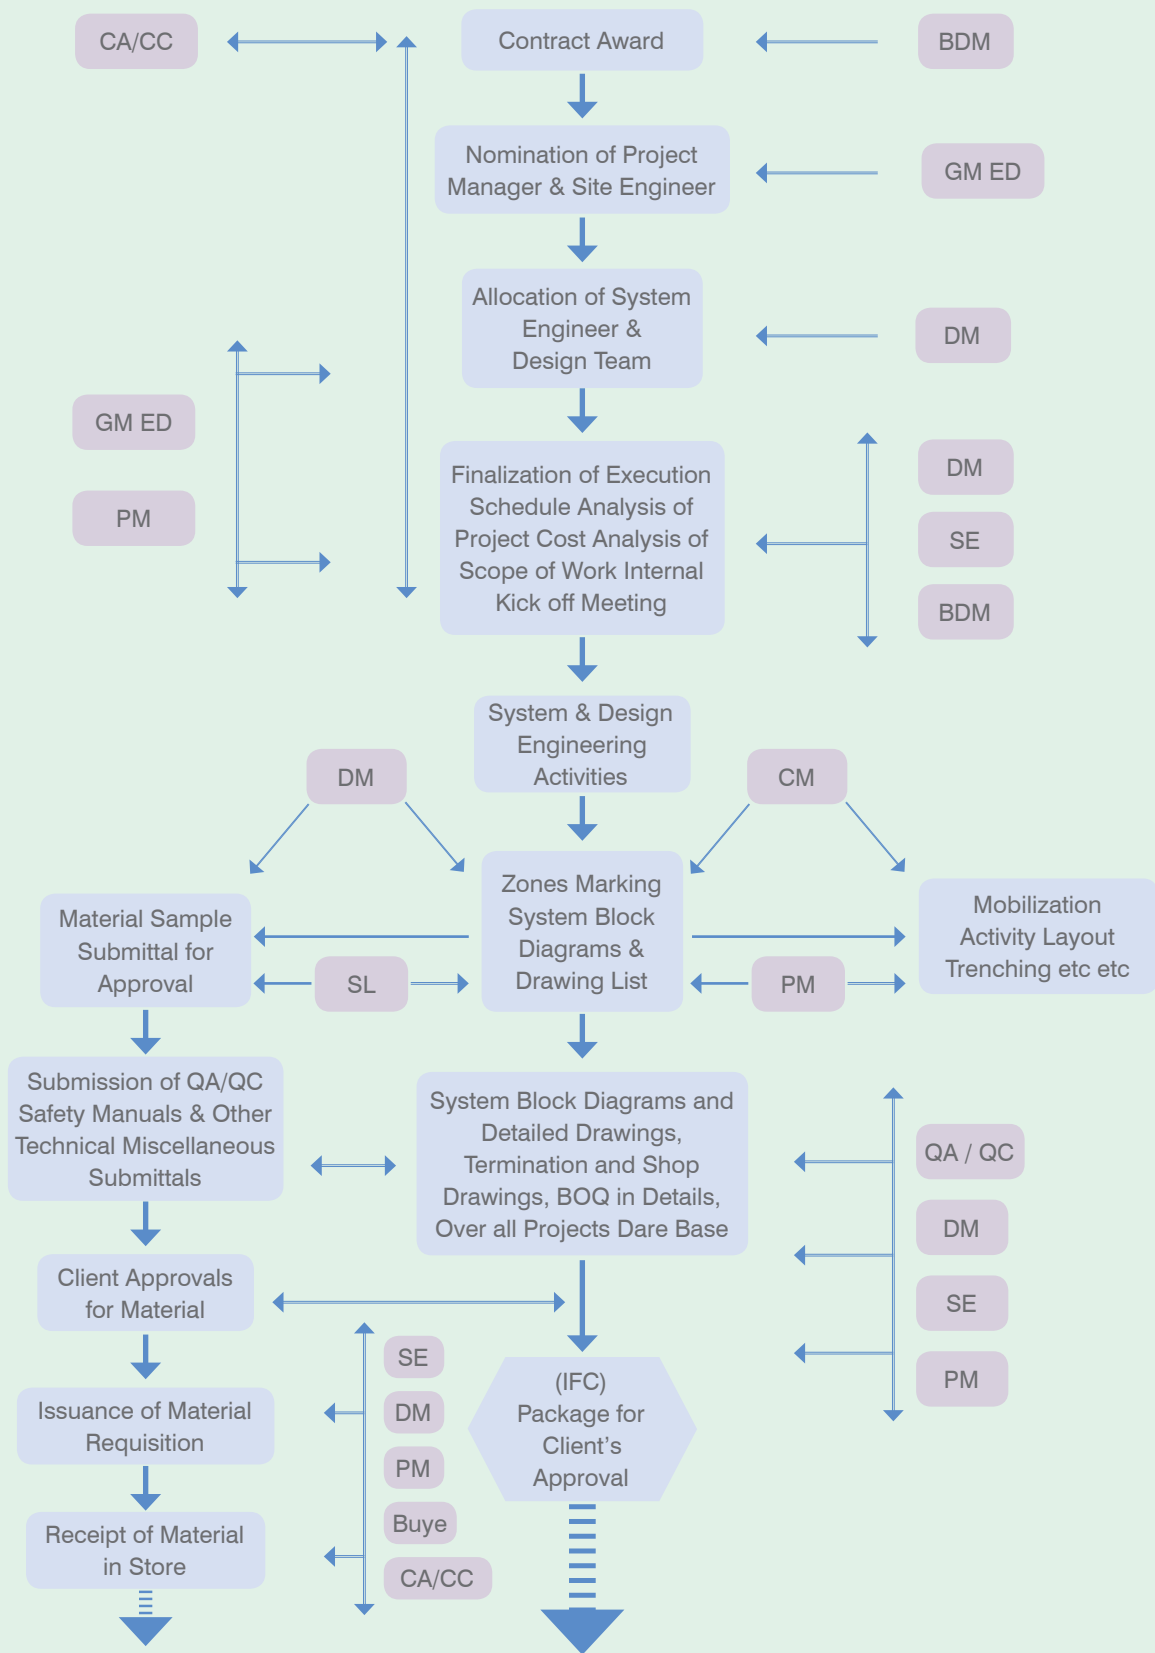 CA/CC
Contract Award
BDM
Nomination of Project
Manager & Site Engineer
GM ED
Allocation of System
Engineer &
Design Team
DM
GM ED
PM
Finalization of Execution
Schedule Analysis of
Project Cost Analysis of
Scope of Work Internal
Kick off Meeting
DM
SE
BDM
System & Design
Engineering
Activities
DM
CM
Material Sample
Submittal for
Approval
SL
Zones Marking
System Block
Diagrams &
Drawing List
PM
Mobilization
Activity Layout
Trenching etc etc
Submission of QA/QC
Safety Manuals & Other
Technical Miscellaneous
Submittals
System Block Diagrams and
Detailed Drawings,
Termination and Shop
Drawings, BOQ in Details,
Over all Projects Dare Base
QA / QC
DM
SE
PM
Client Approvals
for Material
Issuance of Material
Requisition
Receipt of Material
in Store
SE
DM
PM
Buye
CA/CC
(IFC)
Package for
Client’s
Approval